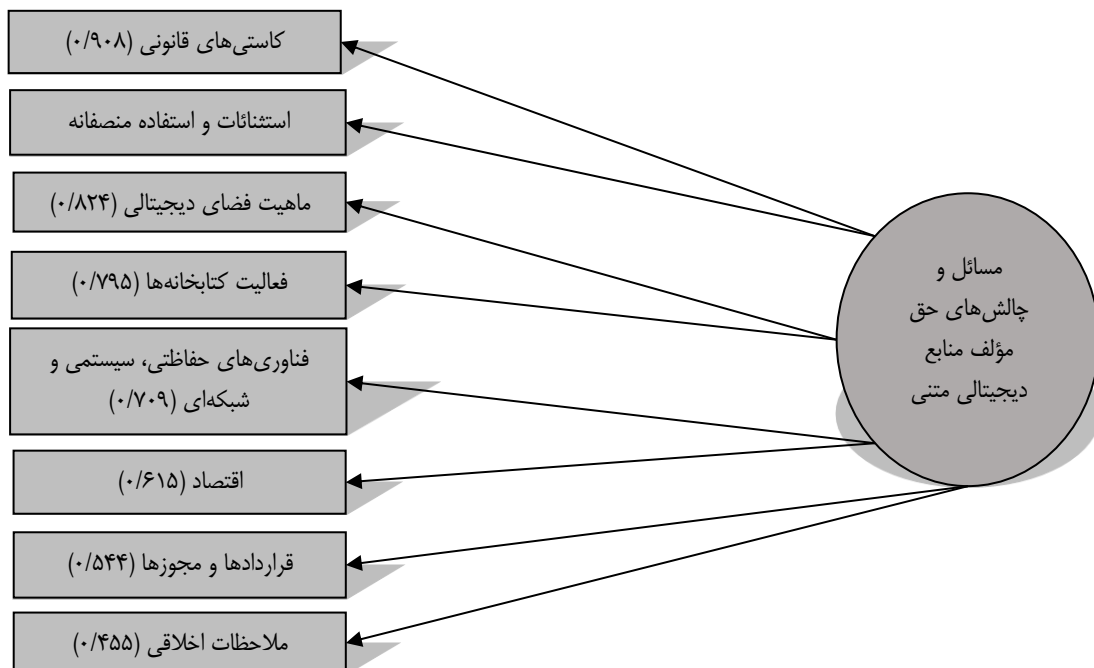 کاستی‌های قانونی (۰/۹۰۸)
استثنائات و استفاده منصفانه
ماهیت فضای دیجیتالی (۰/۸۲۴)
فعالیت کتابخانه‌ها (۰/۷۹۵)
فناوری‌های حفاظتی، سیستمی و
شبکه‌ای (۰/۷۰۹)
اقتصاد (۰/۶۱۵)
قراردادها و مجوزها (۰/۵۴۴)
ملاحظات اخلاقی (۰/۴۵۵)
مسائل و
چالش‌های حق
مؤلف منابع
دیجیتالی متنی